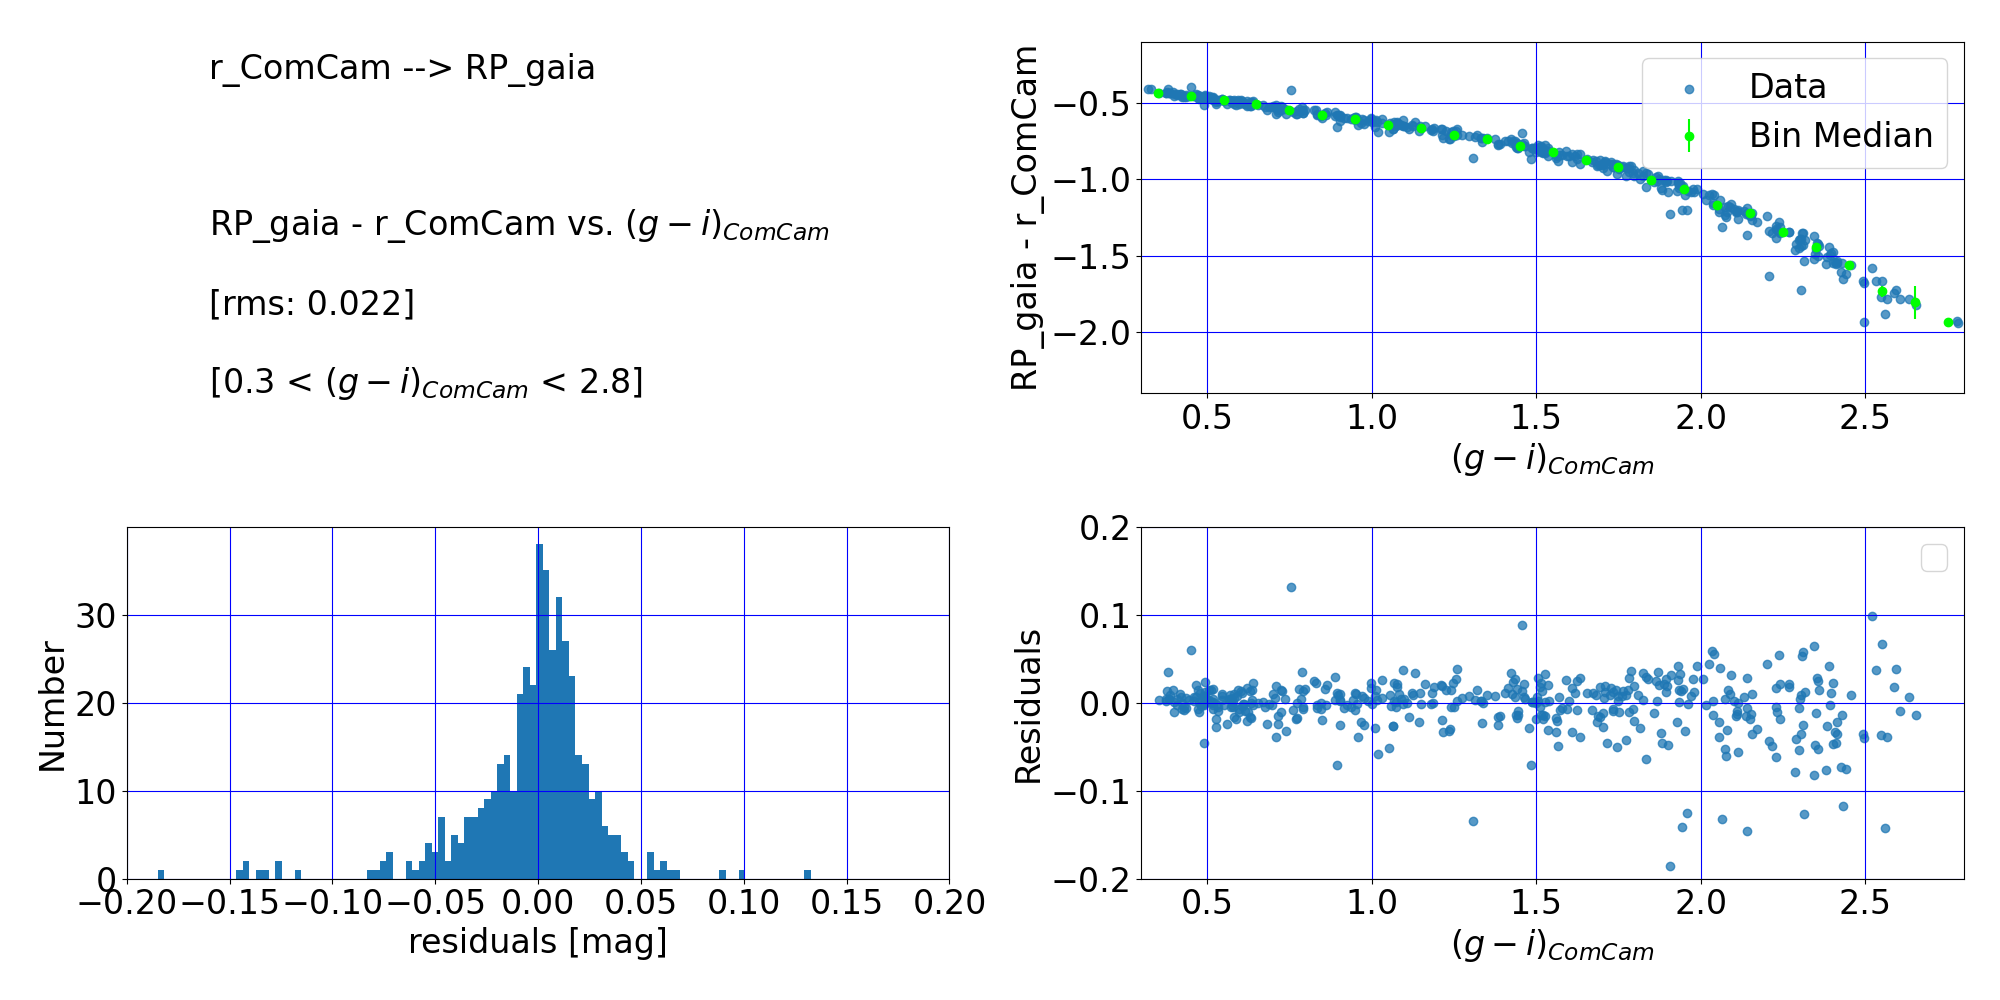 r_ComCam --> RP_gaia
RP_gaia - r_ComCam vs. (g − i)ComCam
[rms: 0.022]
[0.3 < (g − i)ComCam < 2.8]
RP_gaia - r_ComCam
−0.5
−1.0
−1.5
−2.0
Data
Bin Median
0.5 1.0 1.5 2.0 2.5
(g − i)ComCam
Number
30
20
10
0
−0.20 −0.15 −0.10 −0.05 0.00 0.05 0.10 0.15 0.20
residuals [mag]
Residuals
0.2
0.1
0.0
−0.1
−0.2
0.5 1.0 1.5 2.0 2.5
(g − i)ComCam